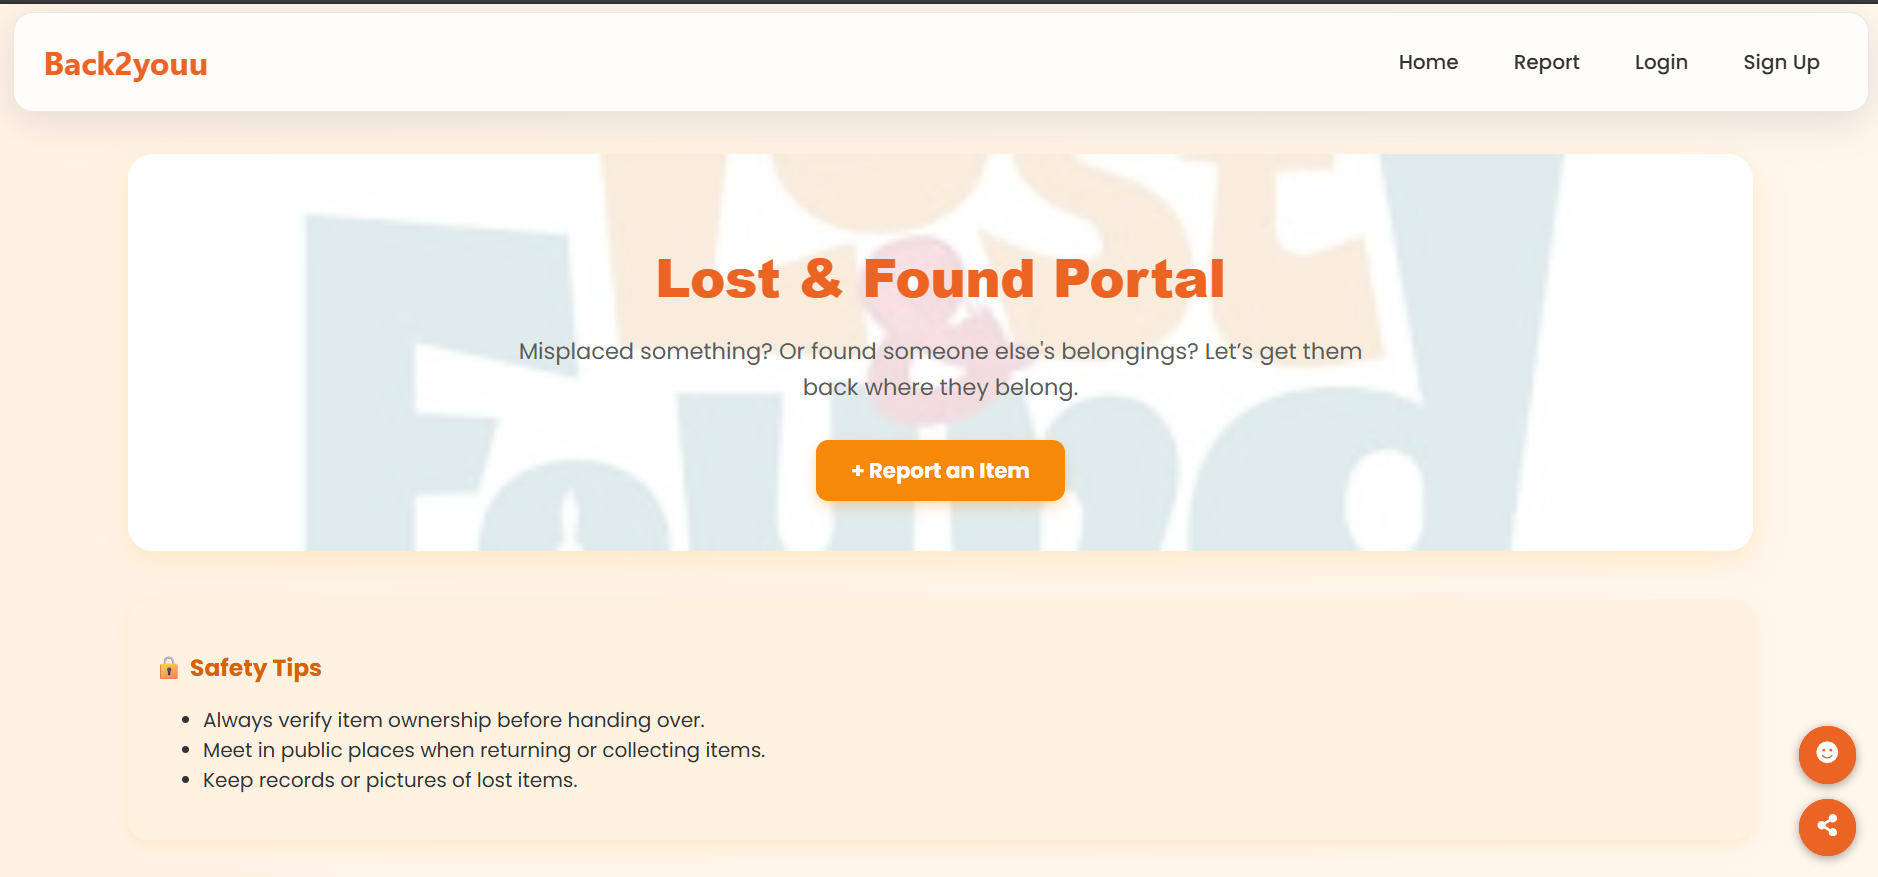 Back2youu
Home Report Login Sign Up
Lost
&
Found
Lost & Found Portal
Misplaced something? Or found someone else's belongings? Let’s get them
back where they belong.
+ Report an Item
🔒 Safety Tips
• Always verify item ownership before handing over.
• Meet in public places when returning or collecting items.
• Keep records or pictures of lost items.